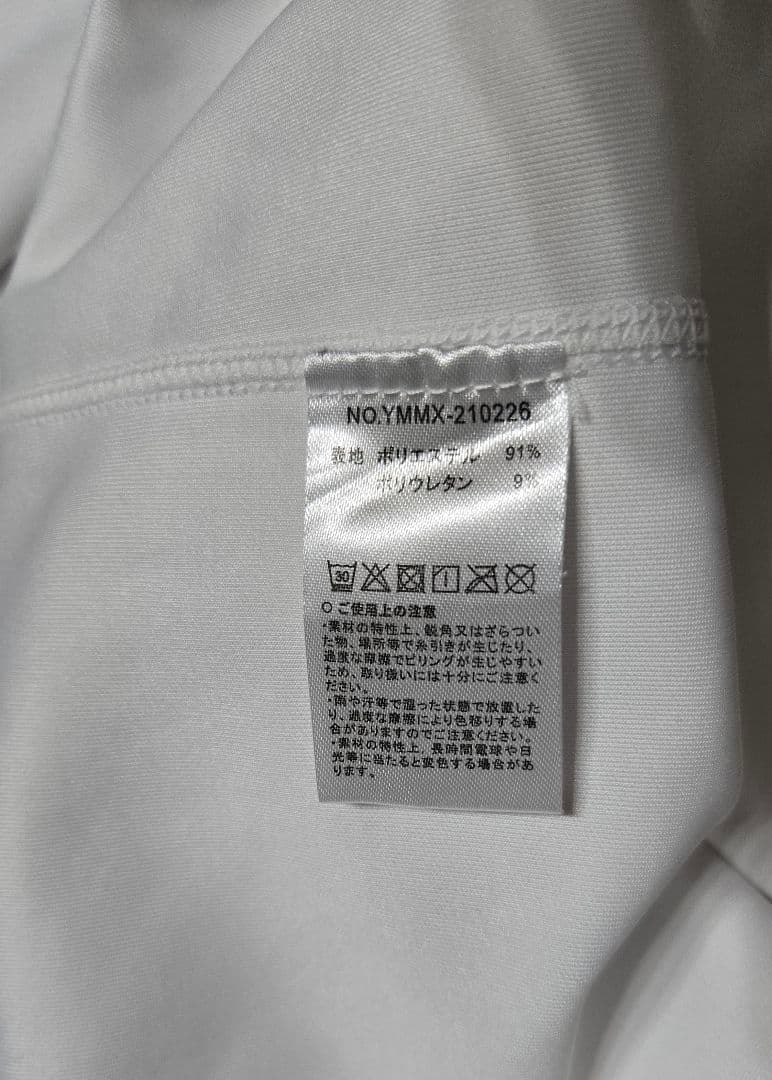 NO.YMMX-210226
表地 ポリエステル 91%
ポリウレタン 9%
30
○ ご使用上の注意
・素材の特性上、鋭角又はざらつい
た物、場所等で糸引きが生じたり、
過度な摩擦でピリングが生じやすい
ため、取り扱いには十分にご注意く
ださい。
・雨や汗等で湿った状態で放置した
り、過度な摩擦により色移りする場
合がありますのでご注意ください。
・素材の特性上、長時間電球や日
光等に当たると変色する場合があ
ります。